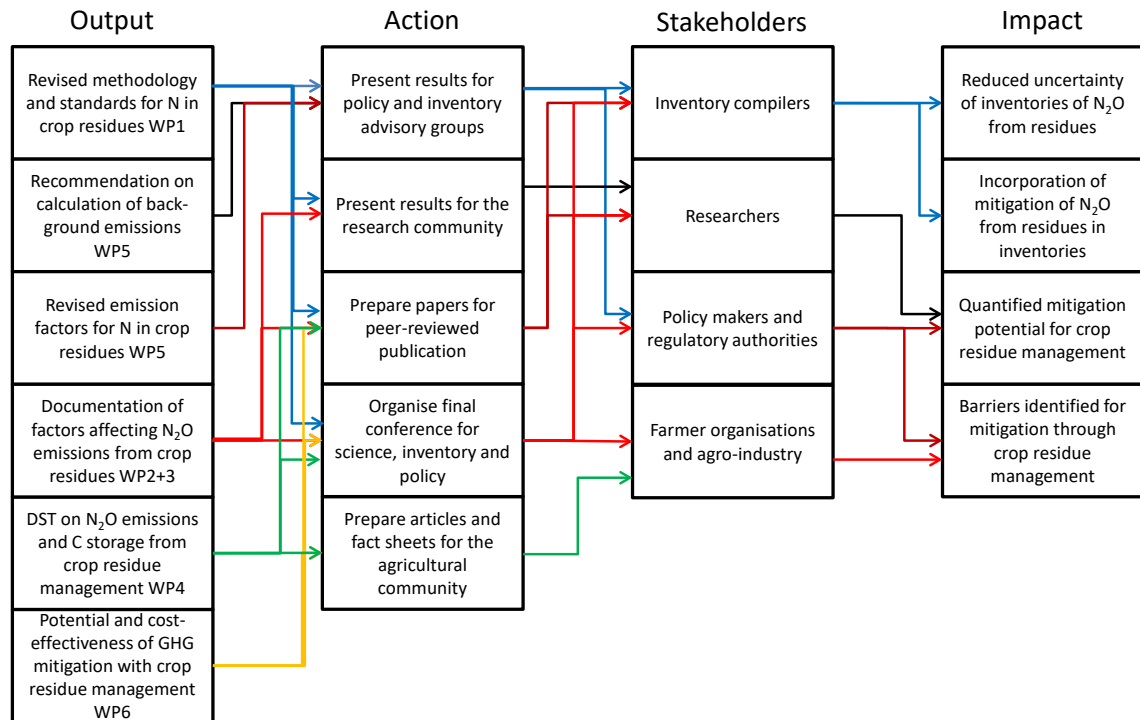 Output
Action
Stakeholders
Impact
Revised methodology
and standards for N in
crop residues WP1
Recommendation on
calculation of back-
ground emissions
WP5
Revised emission
factors for N in crop
residues WP5
Documentation of
factors affecting N₂O
emissions from crop
residues WP2+3
DST on N₂O emissions
and C storage from
crop residue
management WP4
Potential and cost-
effectiveness of GHG
mitigation with crop
residue management
WP6
Present results for
policy and inventory
advisory groups
Present results for the
research community
Prepare papers for
peer-reviewed
publication
Organise final
conference for
science, inventory and
policy
Prepare articles and
fact sheets for the
agricultural
community
Inventory compilers
Researchers
Policy makers and
regulatory authorities
Farmer organisations
and agro-industry
Reduced uncertainty
of inventories of N₂O
from residues
Incorporation of
mitigation of N₂O
from residues in
inventories
Quantified mitigation
potential for crop
residue management
Barriers identified for
mitigation through
crop residue
management